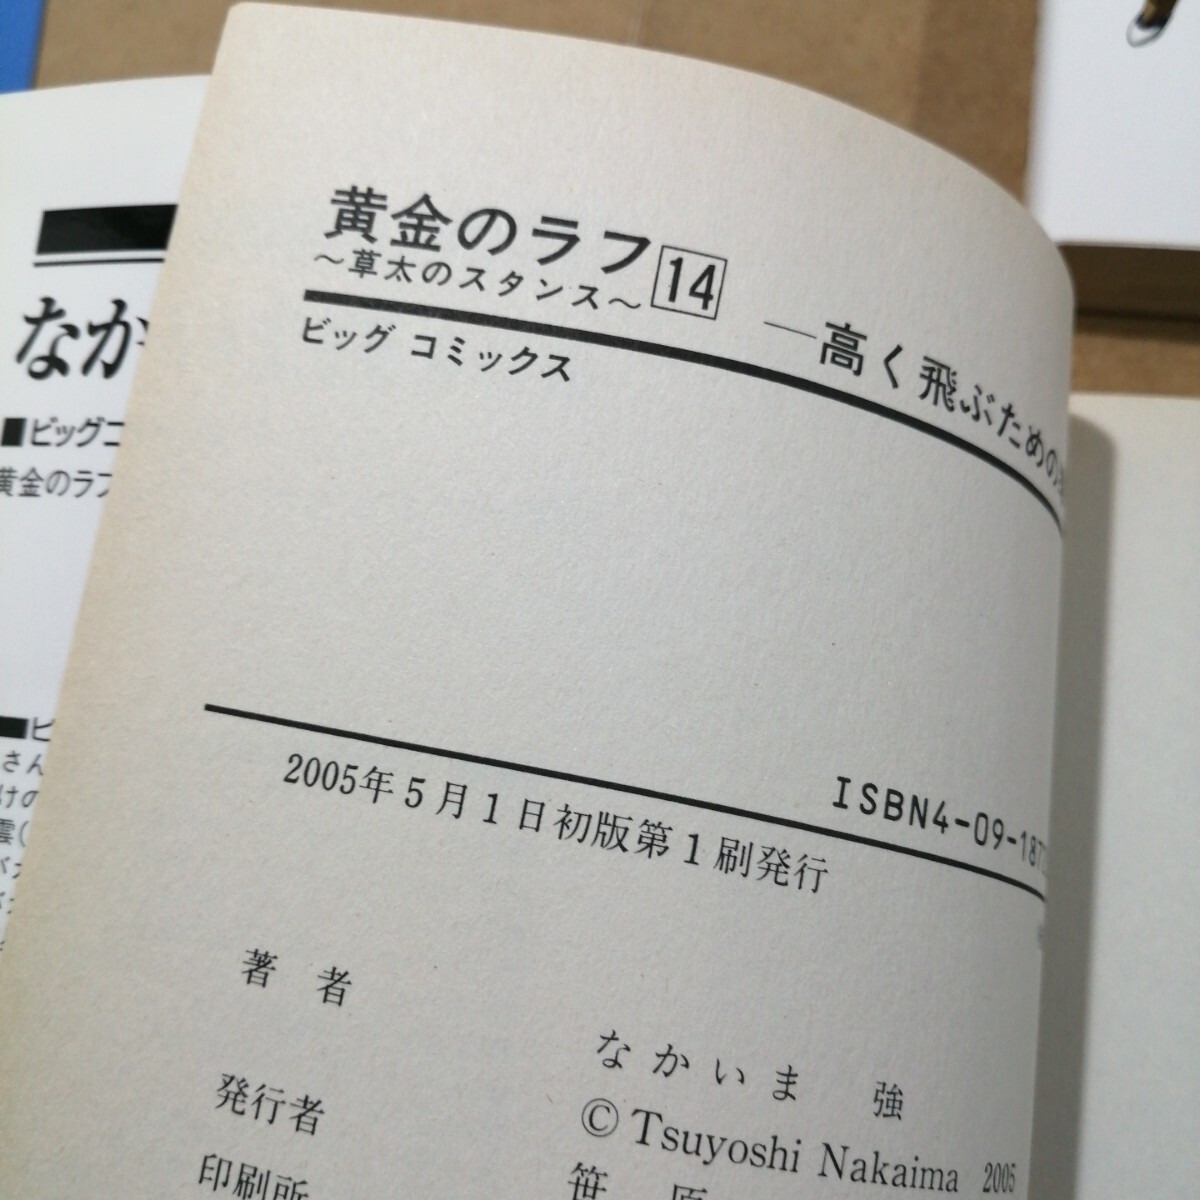 黄金のラフ 14 ―高く飛ぶための
～草太のスタンス～
ビッグ コミックス
ISBN4-09-187
2005年5月1日初版第1刷発行
著者
なかいま 強
©Tsuyoshi Nakaima 2005
発行者
笹原
印刷所
なか
■ビッグコ
黄金のラフ
■ビ
さん
けの
雲(